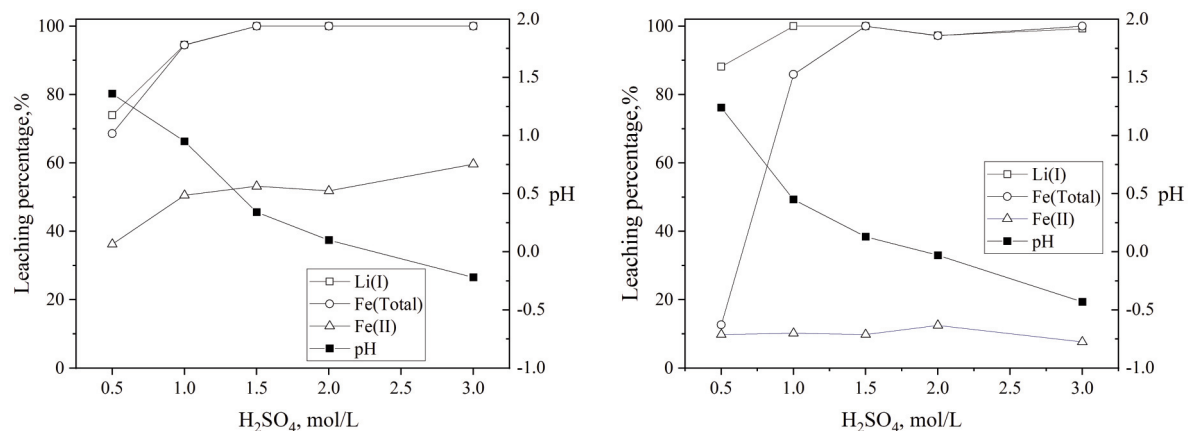 100
80
60
40
20
0
Leaching percentage,%
2.0
1.5
1.0
0.5
0.0
-0.5
-1.0
pH
Li(I)
Fe(Total)
Fe(II)
pH
0.5 1.0 1.5 2.0 2.5 3.0
H₂SO₄, mol/L
100
80
60
40
20
0
Leaching percentage,%
2.0
1.5
1.0
0.5
0.0
-0.5
-1.0
pH
Li(I)
Fe(Total)
Fe(II)
pH
0.5 1.0 1.5 2.0 2.5 3.0
H₂SO₄, mol/L